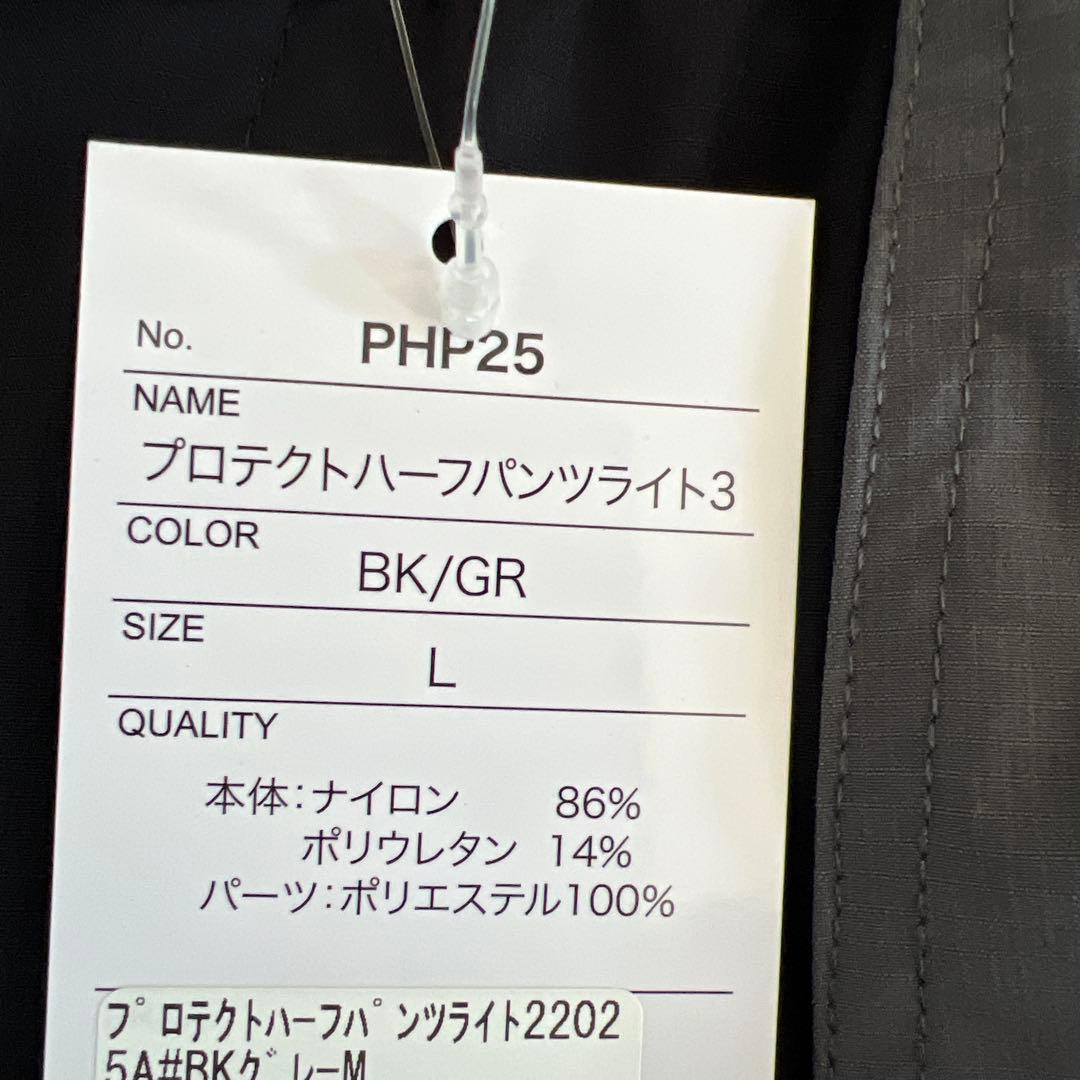 No. PHP25
NAME
プロテクトハーフパンツライト3
COLOR
BK/GR
SIZE
L
QUALITY
本体:ナイロン 86%
ポリウレタン 14%
パーツ:ポリエステル100%
プロテクトハーフパンツライト2202
5A#BKグレーM